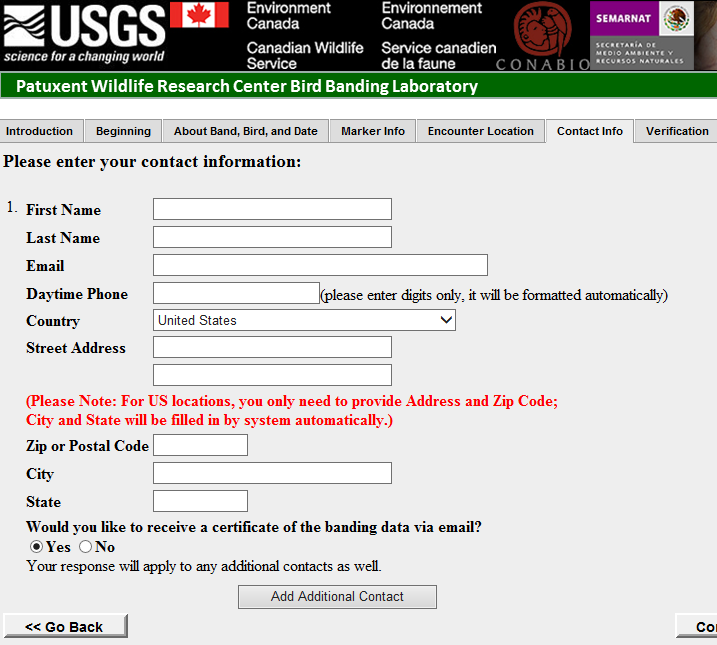 USGS
science for a changing world
Environment
Canada
Canadian Wildlife
Service
Environnement
Canada
Service canadien
de la faune
CONABIO
SEMARNAT
SECRETARÍA DE
MEDIO AMBIENTE Y
RECURSOS NATURALES
Patuxent Wildlife Research Center Bird Banding Laboratory
Introduction Beginning About Band, Bird, and Date Marker Info Encounter Location Contact Info Verification
Please enter your contact information:
1. First Name
Last Name
Email
Daytime Phone (please enter digits only, it will be formatted automatically)
Country United States
Street Address
(Please Note: For US locations, you only need to provide Address and Zip Code;
City and State will be filled in by system automatically.)
Zip or Postal Code
City
State
Would you like to receive a certificate of the banding data via email?
Yes No
Your response will apply to any additional contacts as well.
Add Additional Contact
<< Go Back Co